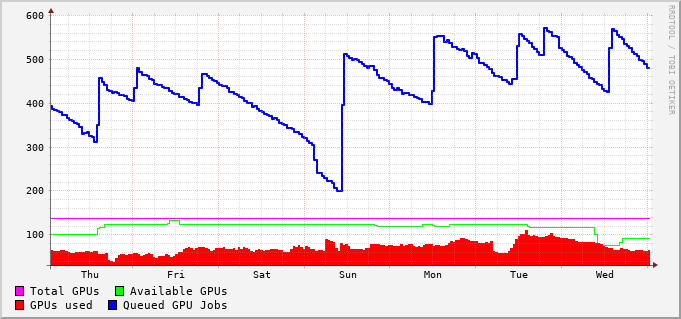 600
500
400
300
200
100
Thu Fri Sat Sun Mon Tue Wed
Total GPUs Available GPUs
GPUs used Queued GPU Jobs
RRDTOOL / TOBI OETIKER